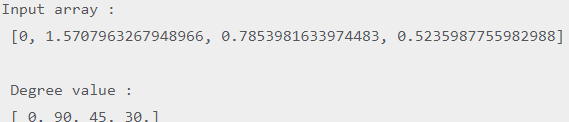 Input array :
[0, 1.5707963267948966, 0.7853981633974483, 0.5235987755982988]
Degree value :
[ 0. 90. 45. 30.]